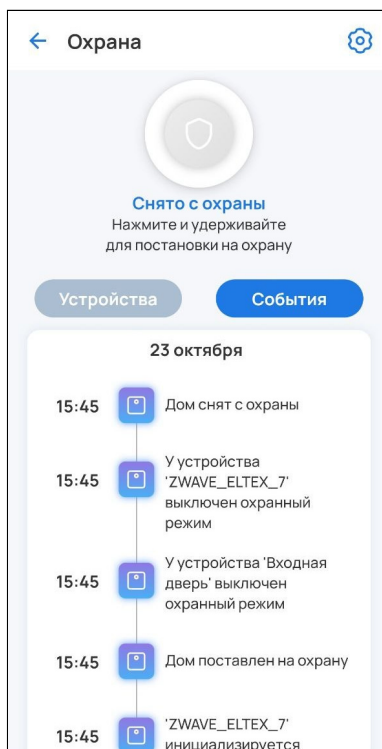 Охрана
Снято с охраны
Нажмите и удерживайте
для постановки на охрану
Устройства
События
23 октября
15:45
Дом снят с охраны
15:45
У устройства
'ZWAVE_ELTEX_7'
выключен охранный
режим
15:45
У устройства 'Входная
дверь' выключен
охранный режим
15:45
Дом поставлен на охрану
15:45
'ZWAVE_ELTEX_7'
инициализируется